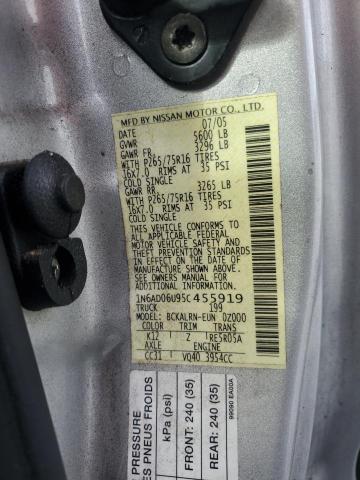 MFD BY NISSAN MOTOR CO., LTD.
DATE 07/05
GVWR 5600 LB
GAWR FR. 3296 LB
WITH P265/75R16 TIRES
16X7.0 RIMS AT 35 PSI
COLD SINGLE
GAWR RR 3265 LB
WITH P265/75R16 TIRES
16X7.0 RIMS AT 35 PSI
COLD SINGLE
THIS VEHICLE CONFORMS TO
ALL APPLICABLE FEDERAL
MOTOR VEHICLE SAFETY
STANDARDS IN EFFECT ON THE
DATE OF MANUFACTURE
SHOWN ABOVE.
SEE OWNERS MANUAL FOR
ADDITIONAL INFORMATION
1N6AD06U95C455919
TRUCK 199
MODEL BCKALRN-EUN DZ000
COLOR TRIM TRANS
K12 Z RE5R05A
AXLE ENGINE
CC31 VQ40 3954CC
PRESSURE
ES PNEUS FROIDS
kPa (psi)
FRONT: 240 (35)
REAR: 240 (35)
99090 EA00A